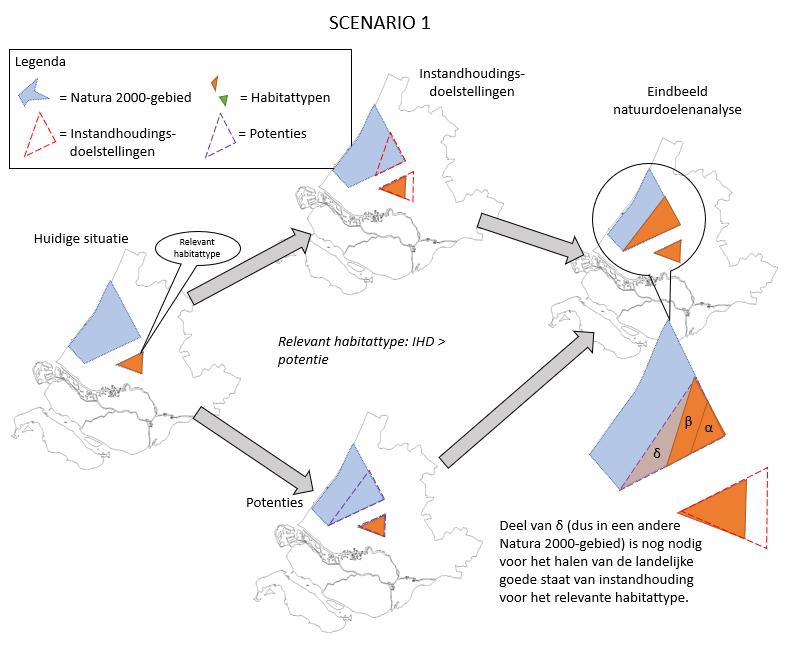 SCENARIO 1
Legenda
= Natura 2000-gebied
= Habitattypen
= Instandhoudings-
doelstellingen
= Potenties
Instandhoudings-
doelstellingen
Eindbeeld
natuurdoelenanalyse
Huidige situatie
Relevant
habitattype
Relevant habitattype: IHD >
potentie
Potenties
β
α
δ
Deel van δ (dus in een andere
Natura 2000-gebied) is nog nodig
voor het halen van de landelijke
goede staat van instandhouding
voor het relevante habitattype.